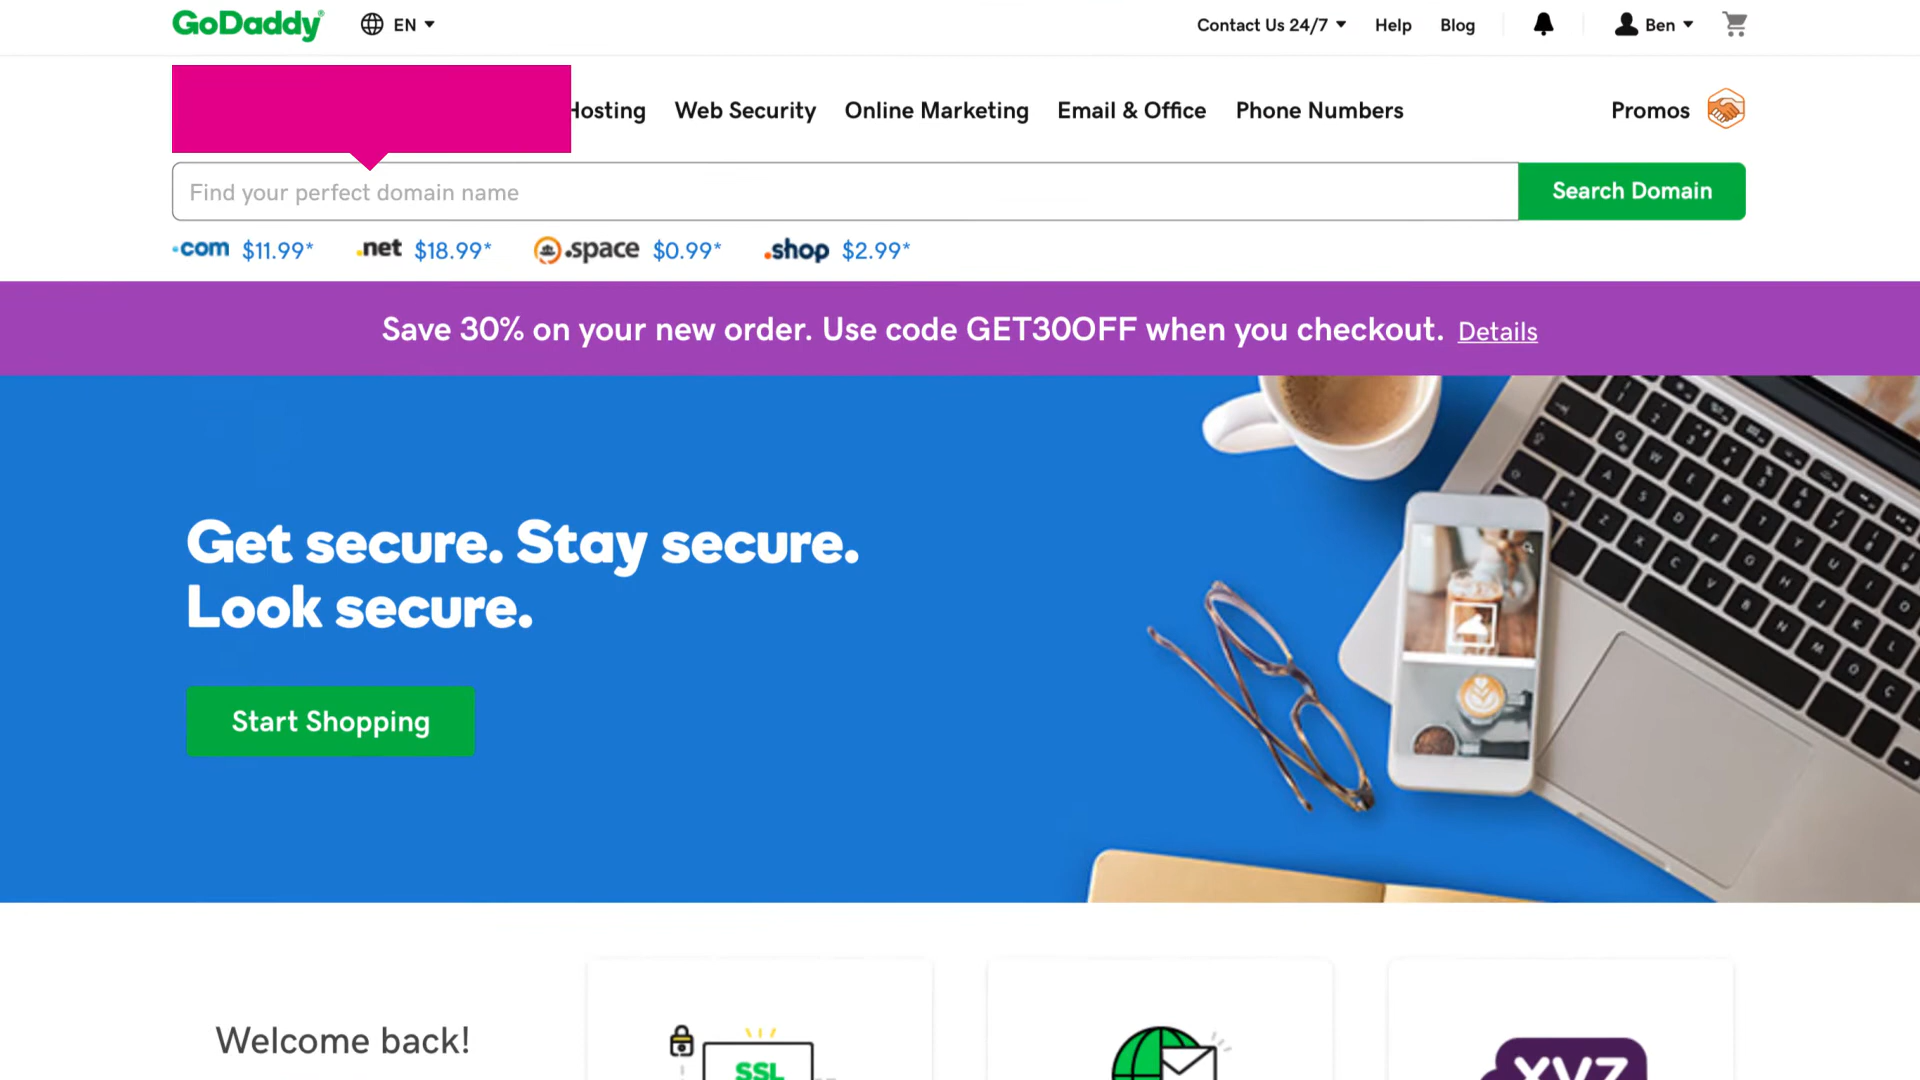 GoDaddy®
EN
Contact Us 24/7
Help
Blog
Ben
Hosting
Web Security
Online Marketing
Email & Office
Phone Numbers
Promos
Find your perfect domain name
Search Domain
.com $11.99*
.net $18.99*
.space $0.99*
.shop $2.99*
Save 30% on your new order. Use code GET30OFF when you checkout. Details
Get secure. Stay secure.
Look secure.
Start Shopping
Welcome back!
SSL
XYZ